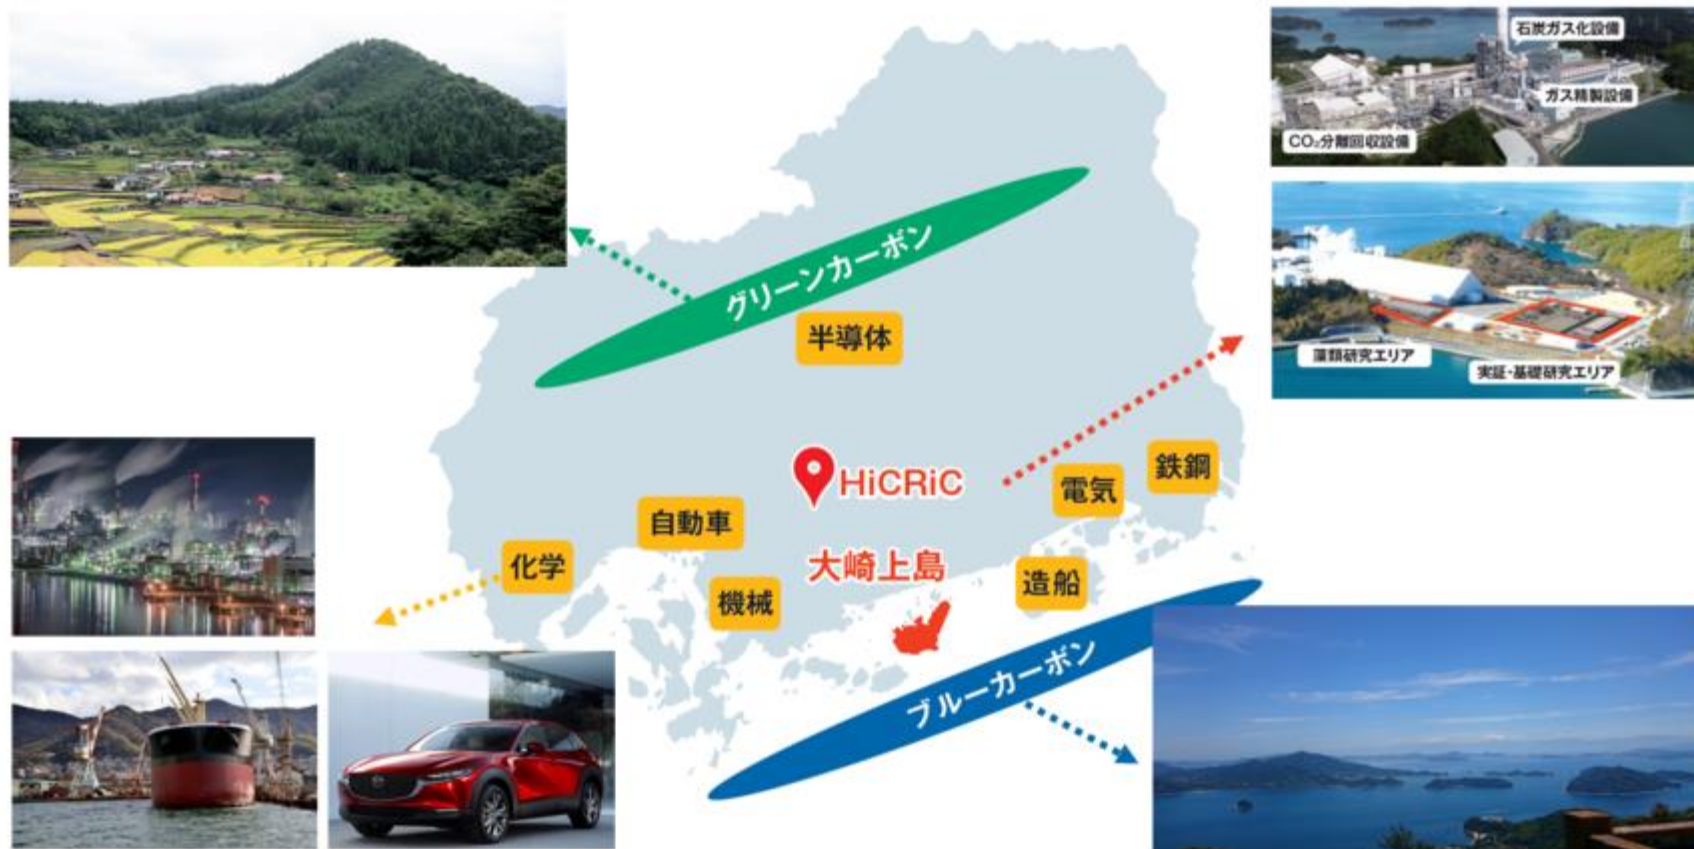 石炭ガス化設備
ガス精製設備
CO₂分離回収設備
グリーンカーボン
半導体
藻類研究エリア
実証・基礎研究エリア
HiCRiC
電気
鉄鋼
自動車
化学
大崎上島
造船
機械
ブルーカーボン